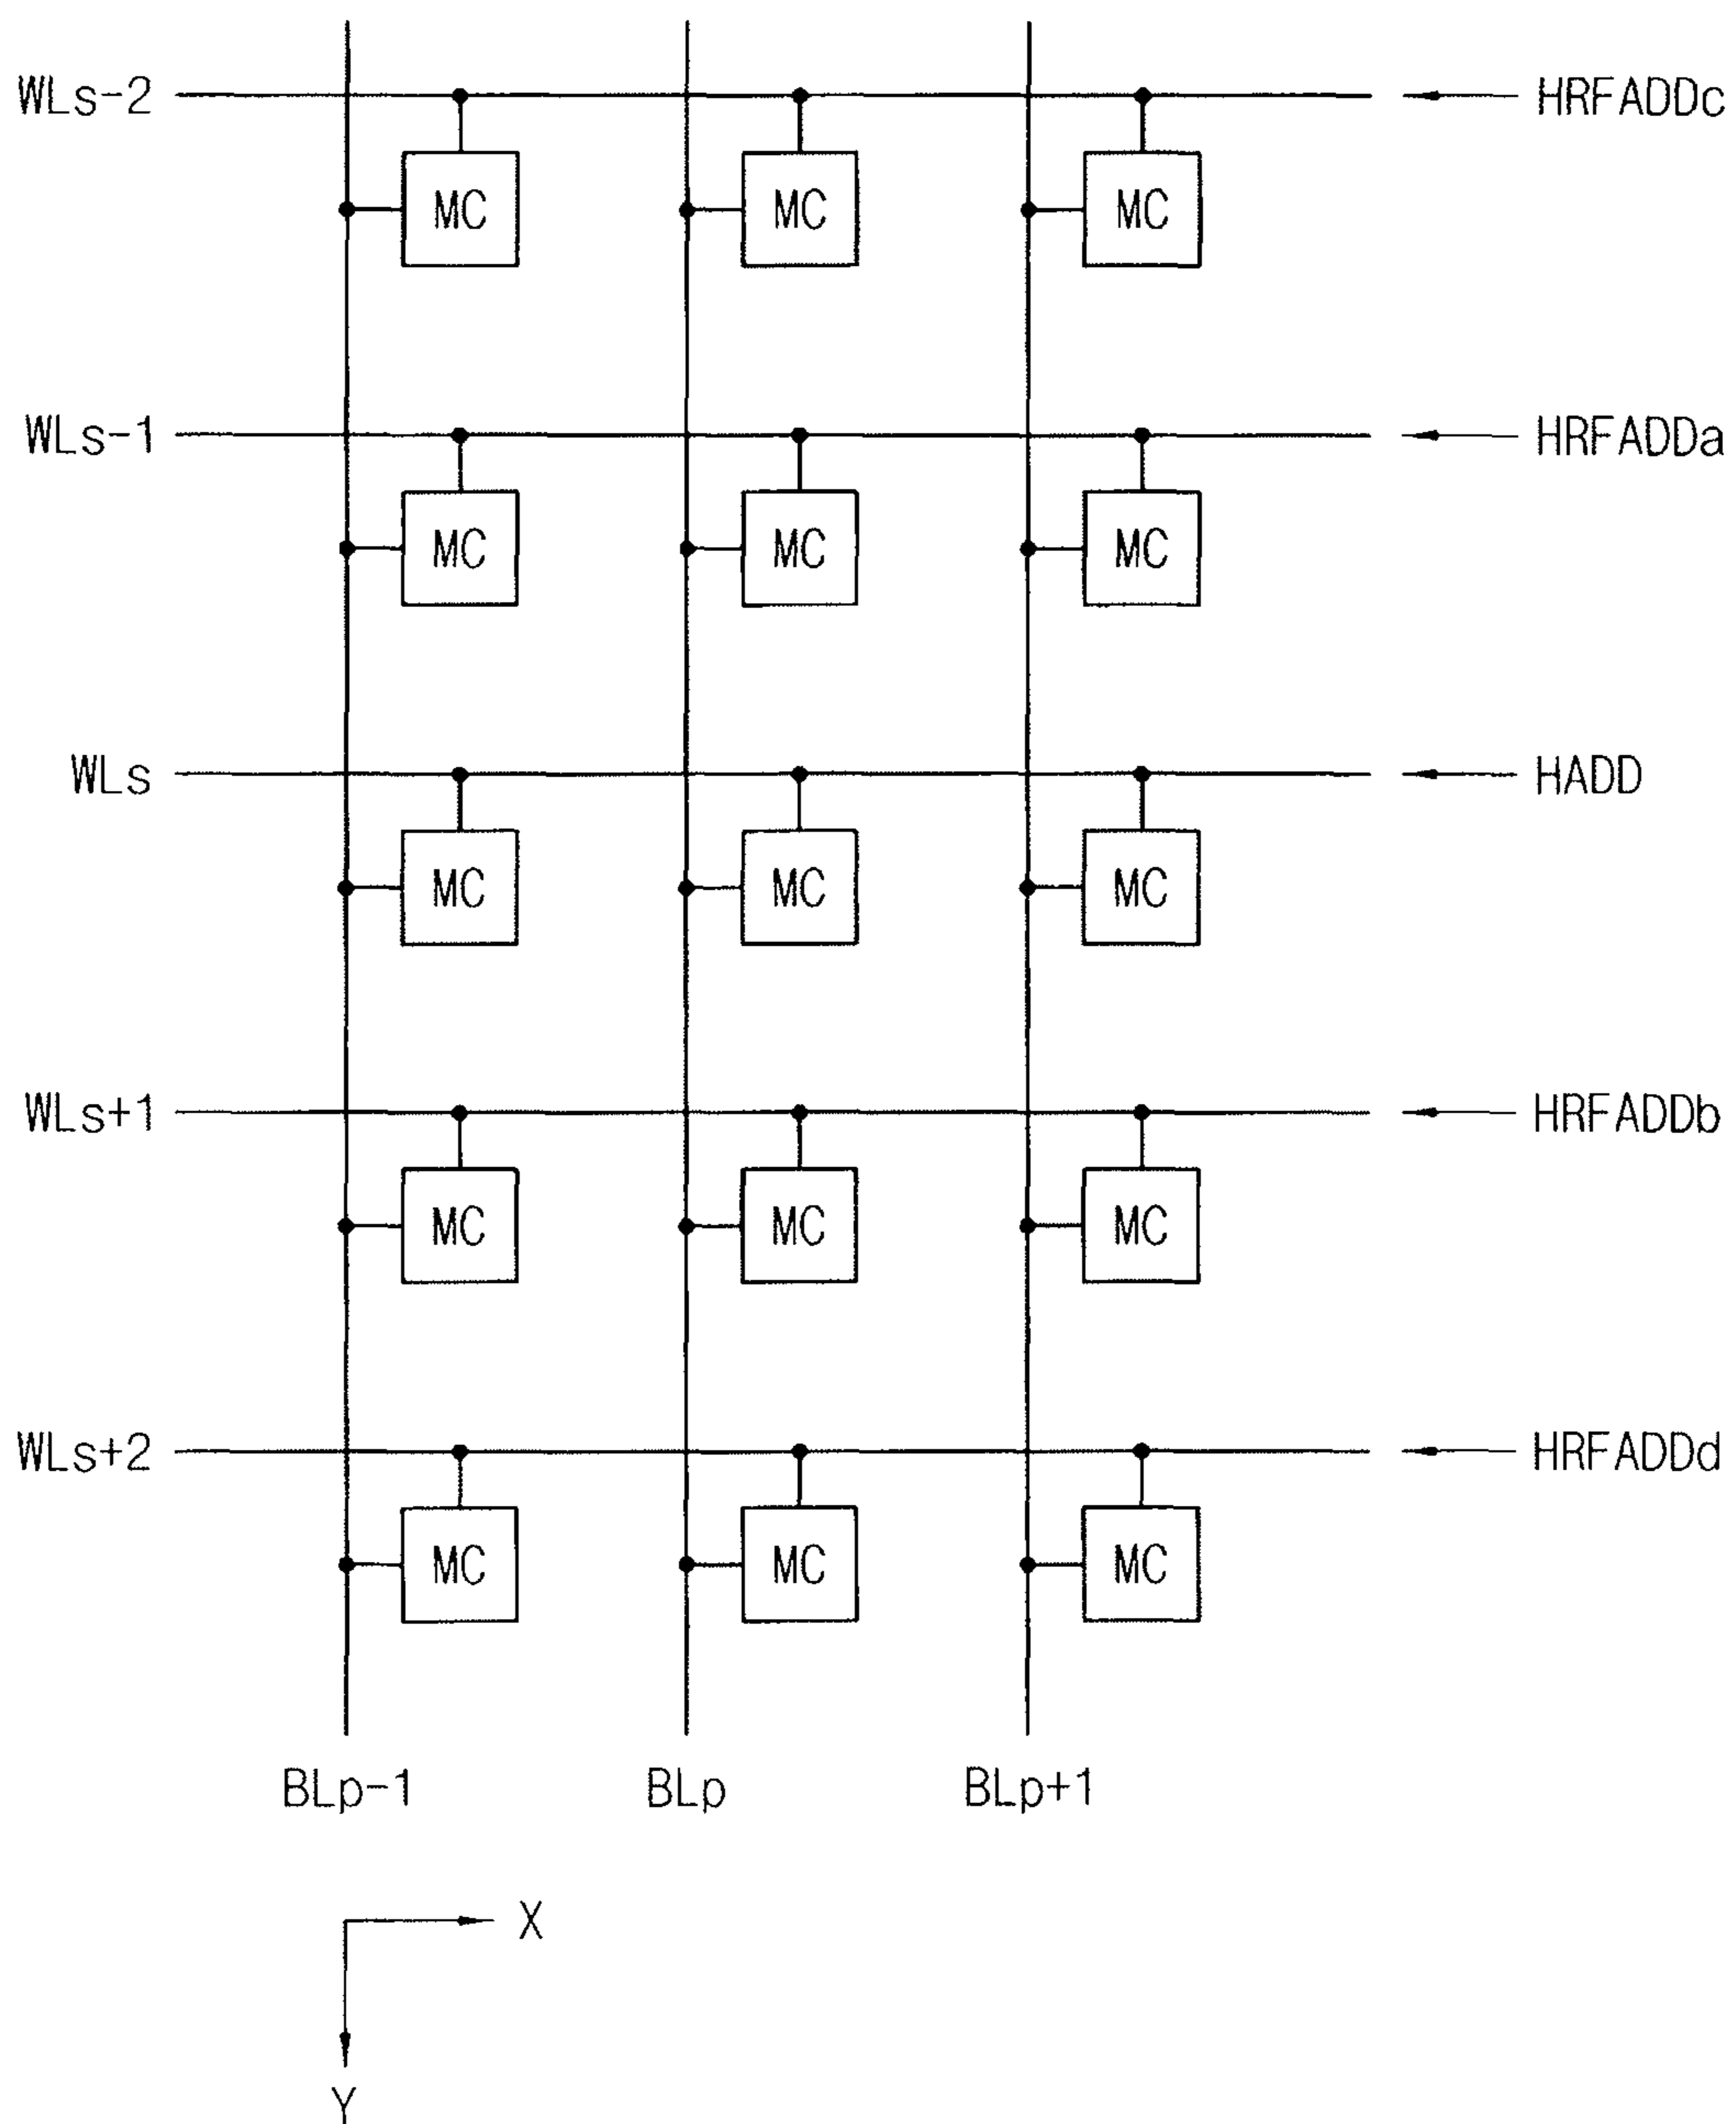 WLs-2 HRFADDc
MC MC MC
WLs-1 HRFADDa
MC MC MC
WLs HADD
MC MC MC
WLs+1 HRFADDb
MC MC MC
WLs+2 HRFADDd
MC MC MC
BLp-1 BLp BLp+1
X
Y